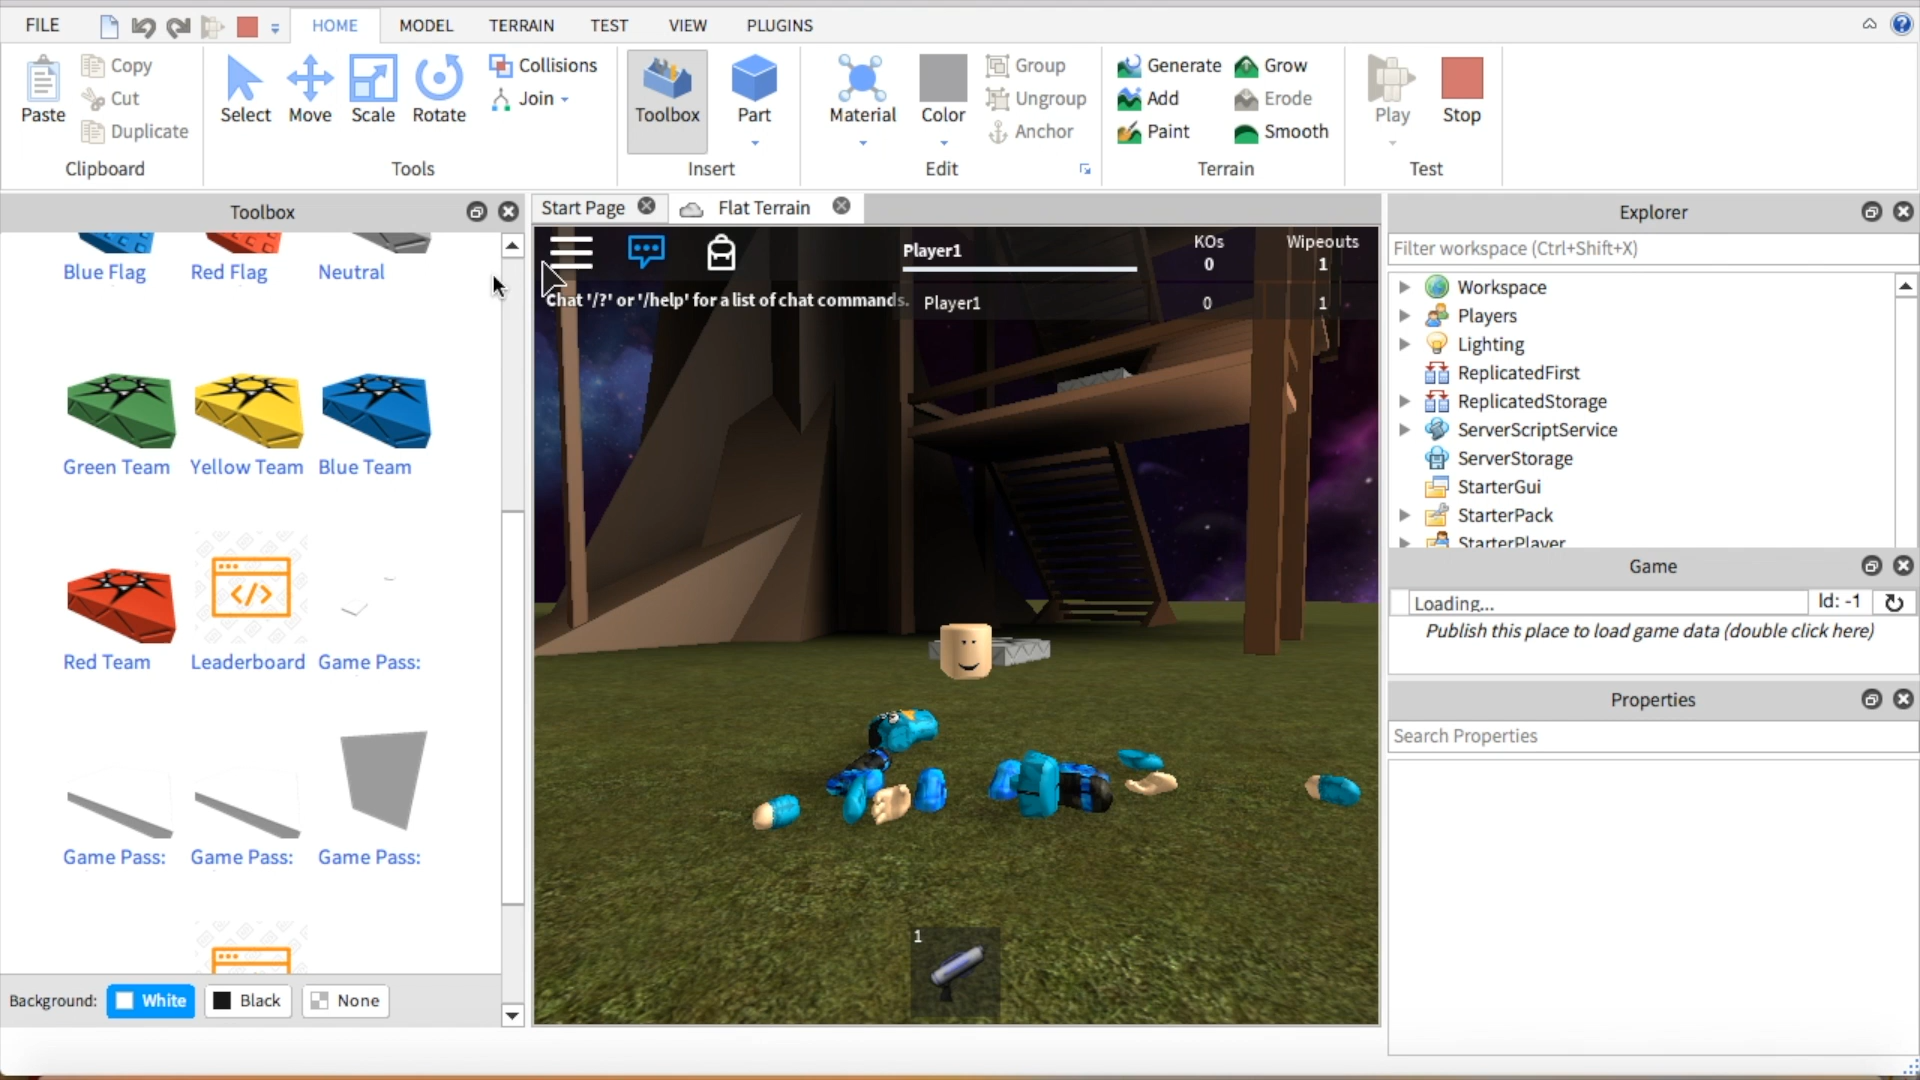 FILE
HOME
MODEL
TERRAIN
TEST
VIEW
PLUGINS
Paste
Copy
Cut
Duplicate
Clipboard
Select
Move
Scale
Rotate
Collisions
Join
Tools
Toolbox
Part
Insert
Material
Color
Group
Ungroup
Anchor
Edit
Generate
Add
Paint
Grow
Erode
Smooth
Terrain
Play
Stop
Test
Toolbox
Blue Flag
Red Flag
Neutral
Green Team
Yellow Team
Blue Team
Red Team
Leaderboard
Game Pass:
Game Pass:
Game Pass:
Game Pass:
Background:
White
Black
None
Start Page
Flat Terrain
Player1
KOs
0
Wipeouts
1
Chat '/?' or '/help' for a list of chat commands.
Player1
0
1
1
Explorer
Filter workspace (Ctrl+Shift+X)
Workspace
Players
Lighting
ReplicatedFirst
ReplicatedStorage
ServerScriptService
ServerStorage
StarterGui
StarterPack
StarterPlayer
Game
Loading...
Id: -1
Publish this place to load game data (double click here)
Properties
Search Properties